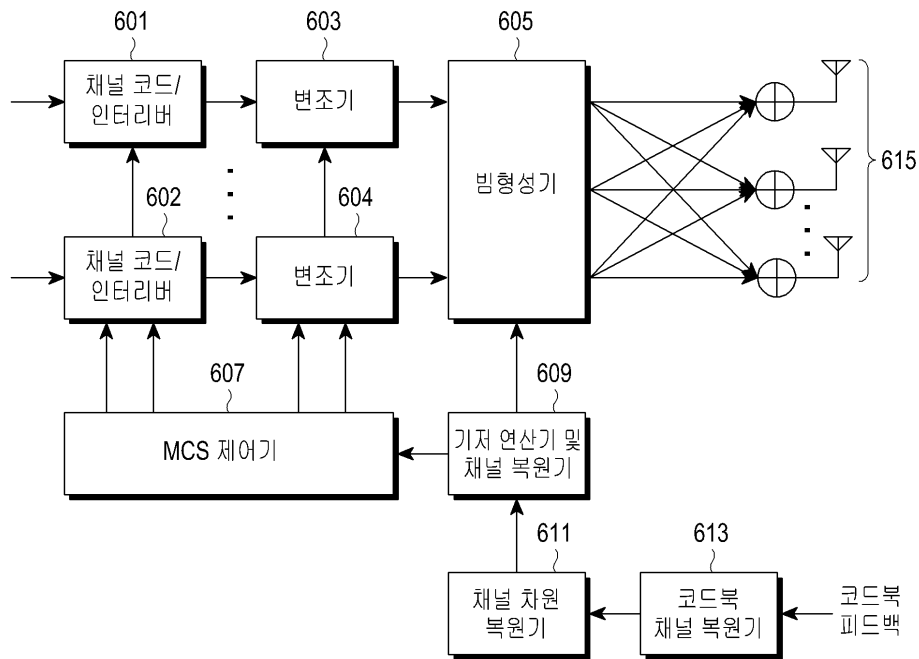 601
603
605
채널 코드/
인터리버
변조기
빔형성기
615
602
604
채널 코드/
인터리버
변조기
607
609
MCS 제어기
기저 연산기 및
채널 복원기
611
613
채널 차원
복원기
코드북
채널 복원기
코드북
피드백